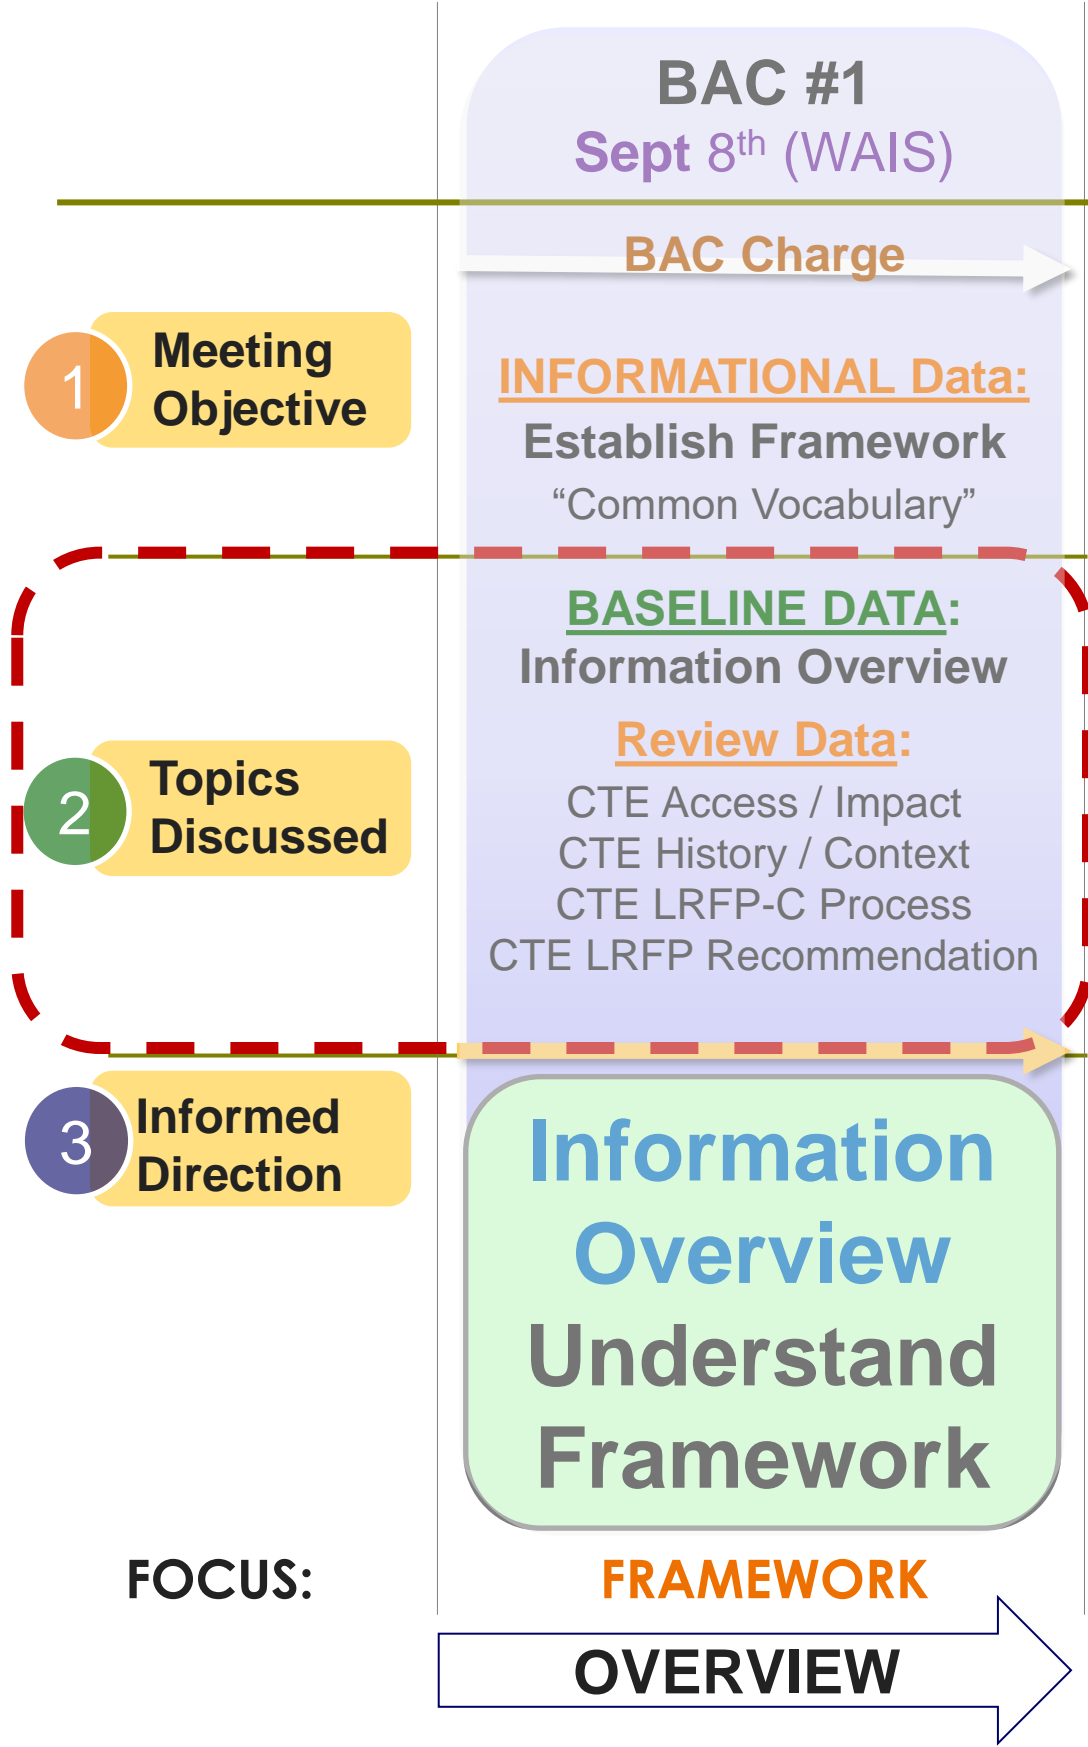 BAC #1
Sept 8th (WAIS)
BAC Charge
1
Meeting
Objective
INFORMATIONAL Data:
Establish Framework
“Common Vocabulary”
2
Topics
Discussed
BASELINE DATA:
Information Overview
Review Data:
CTE Access / Impact
CTE History / Context
CTE LRFP-C Process
CTE LRFP Recommendation
3
Informed
Direction
Information
Overview
Understand
Framework
FOCUS:
FRAMEWORK
OVERVIEW